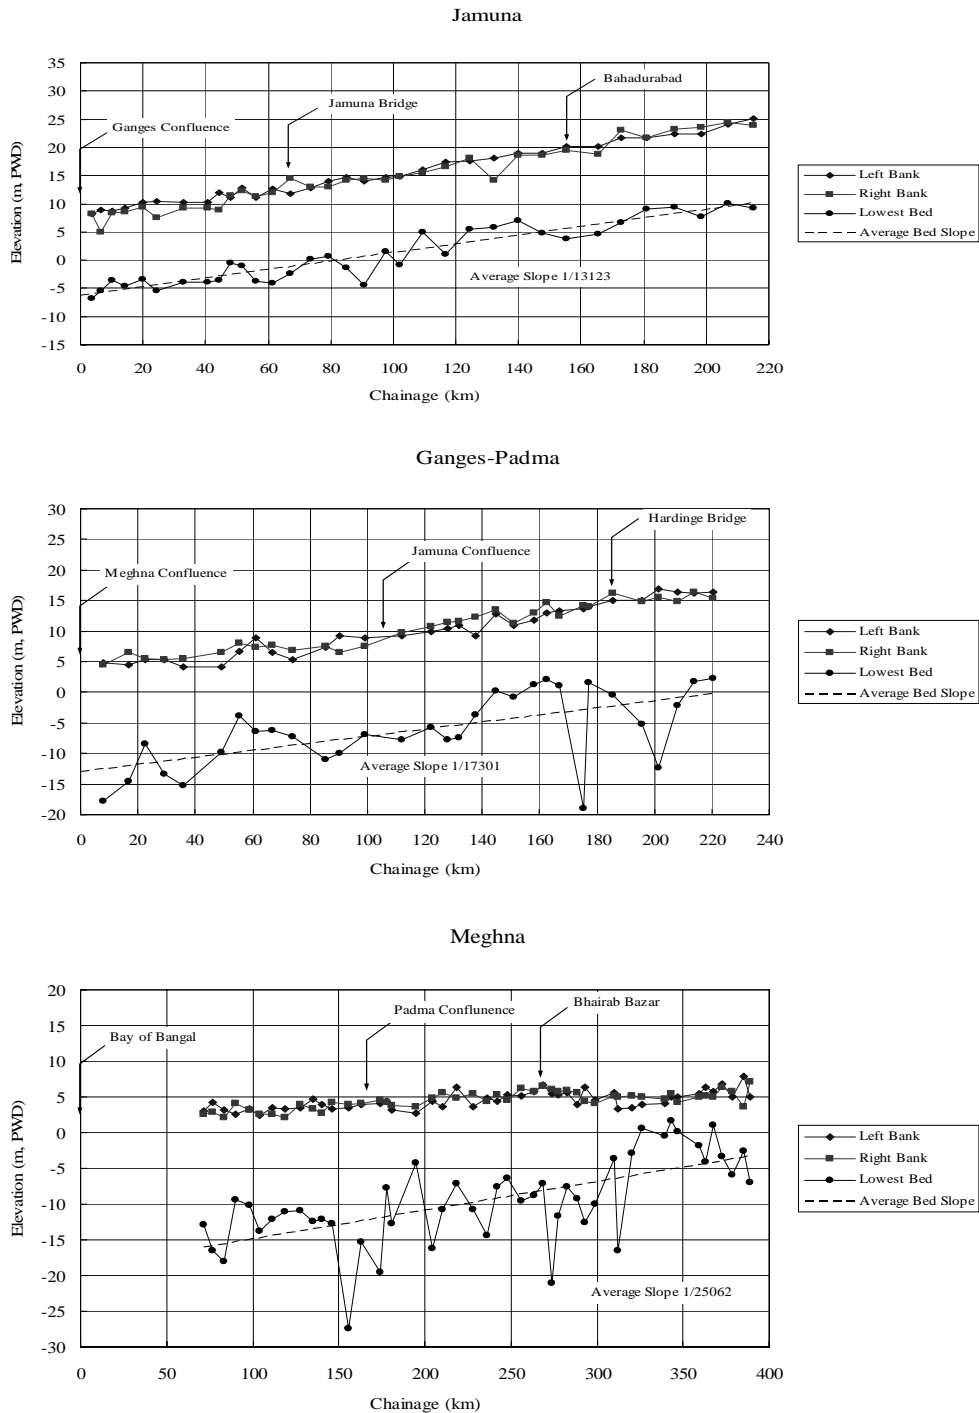 Jamuna
35
30
Bahadurabad
25
Jamuna Bridge
20
Ganges Confluence
15
10
5
0
-5
-10
-15
Elevation (m, PWD)
Average Slope 1/13123
Left Bank
Right Bank
Lowest Bed
Average Bed Slope
0 20 40 60 80 100 120 140 160 180 200 220
Chainage (km)
Ganges-Padma
30
25
Hardinge Bridge
20
Jamuna Confluence
Meghna Confluence
15
10
5
0
-5
-10
-15
-20
Elevation (m, PWD)
Average Slope 1/17301
Left Bank
Right Bank
Lowest Bed
Average Bed Slope
0 20 40 60 80 100 120 140 160 180 200 220 240
Chainage (km)
Meghna
20
Bhairab Bazar
Padma Conflunence
15
Bay of Bangal
10
5
0
-5
-10
-15
-20
-25
-30
Elevation (m, PWD)
Average Slope 1/25062
Left Bank
Right Bank
Lowest Bed
Average Bed Slope
0 50 100 150 200 250 300 350 400
Chainage (km)